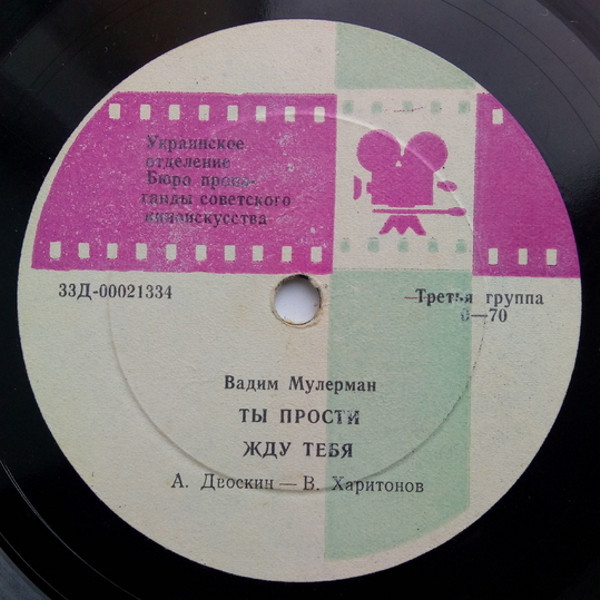 Украинское
отделение
Бюро пропа-
ганды советского
киноискусства
33Д-00021334
Третья группа
0—70
Вадим Мулерман
ТЫ ПРОСТИ
ЖДУ ТЕБЯ
А. Двоскин — В. Харитонов